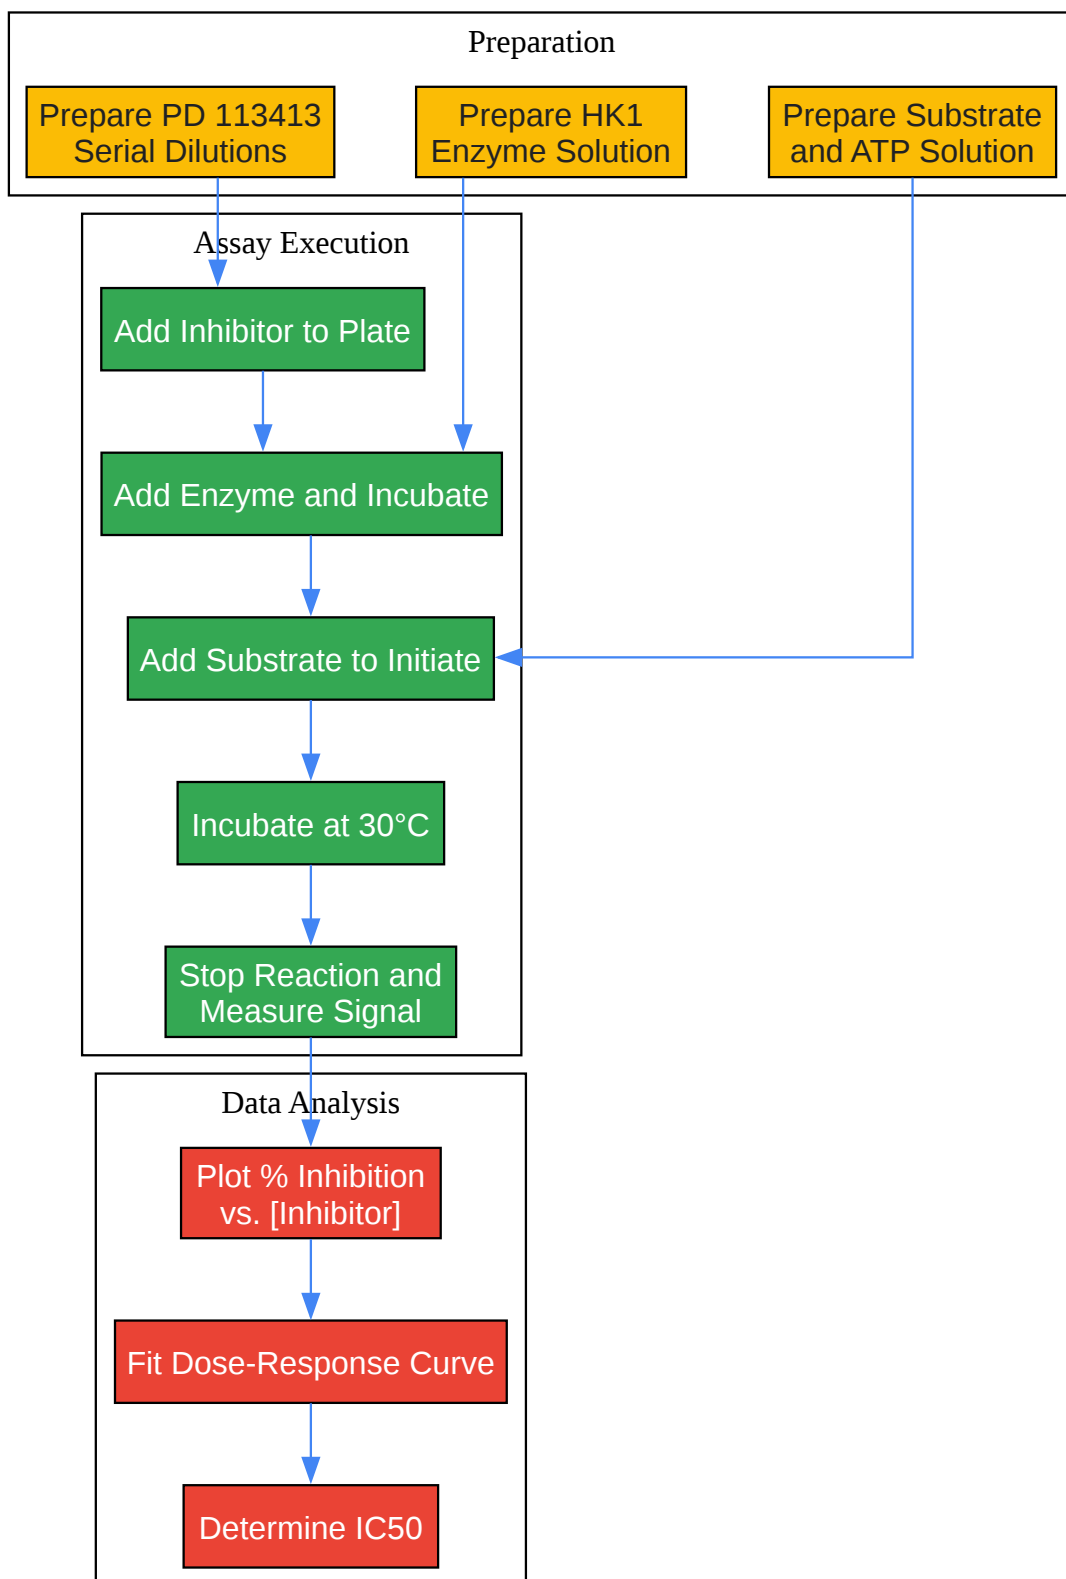 Preparation
Prepare PD 113413
Serial Dilutions
Prepare HK1
Enzyme Solution
Prepare Substrate
and ATP Solution
Assay Execution
Add Inhibitor to Plate
Add Enzyme and Incubate
Add Substrate to Initiate
Incubate at 30°C
Stop Reaction and
Measure Signal
Data Analysis
Plot % Inhibition
vs. [Inhibitor]
Fit Dose-Response Curve
Determine IC50